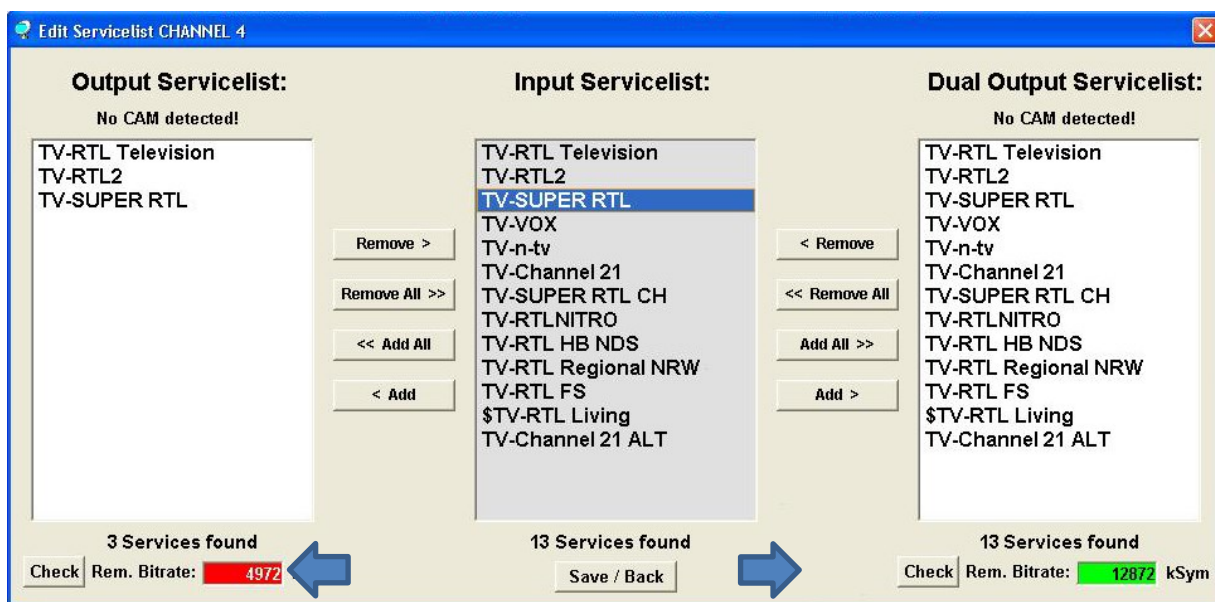 Edit Servicelist CHANNEL 4
Output Servicelist:
No CAM detected!
TV-RTL Television
TV-RTL2
TV-SUPER RTL
3 Services found
Check Rem. Bitrate: 4972
Remove >
Remove All >>
<< Add All
< Add
Input Servicelist:
TV-RTL Television
TV-RTL2
TV-SUPER RTL
TV-VOX
TV-n-tv
TV-Channel 21
TV-SUPER RTL CH
TV-RTLNITRO
TV-RTL HB NDS
TV-RTL Regional NRW
TV-RTL FS
$TV-RTL Living
TV-Channel 21 ALT
13 Services found
Save / Back
< Remove
<< Remove All
Add All >>
Add >
Dual Output Servicelist:
No CAM detected!
TV-RTL Television
TV-RTL2
TV-SUPER RTL
TV-VOX
TV-n-tv
TV-Channel 21
TV-SUPER RTL CH
TV-RTLNITRO
TV-RTL HB NDS
TV-RTL Regional NRW
TV-RTL FS
$TV-RTL Living
TV-Channel 21 ALT
13 Services found
Check Rem. Bitrate: 12872 kSym